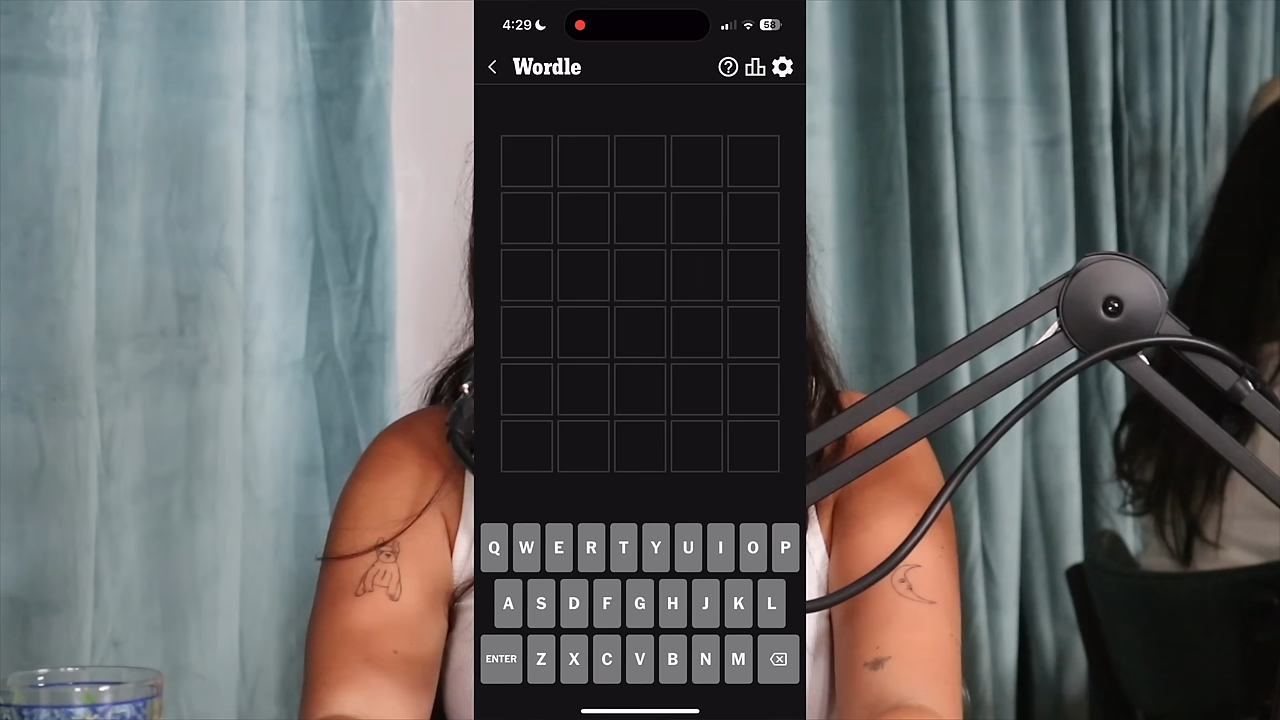 4:29
58
Wordle
Q W E R T Y U I O P
A S D F G H J K L
ENTER Z X C V B N M